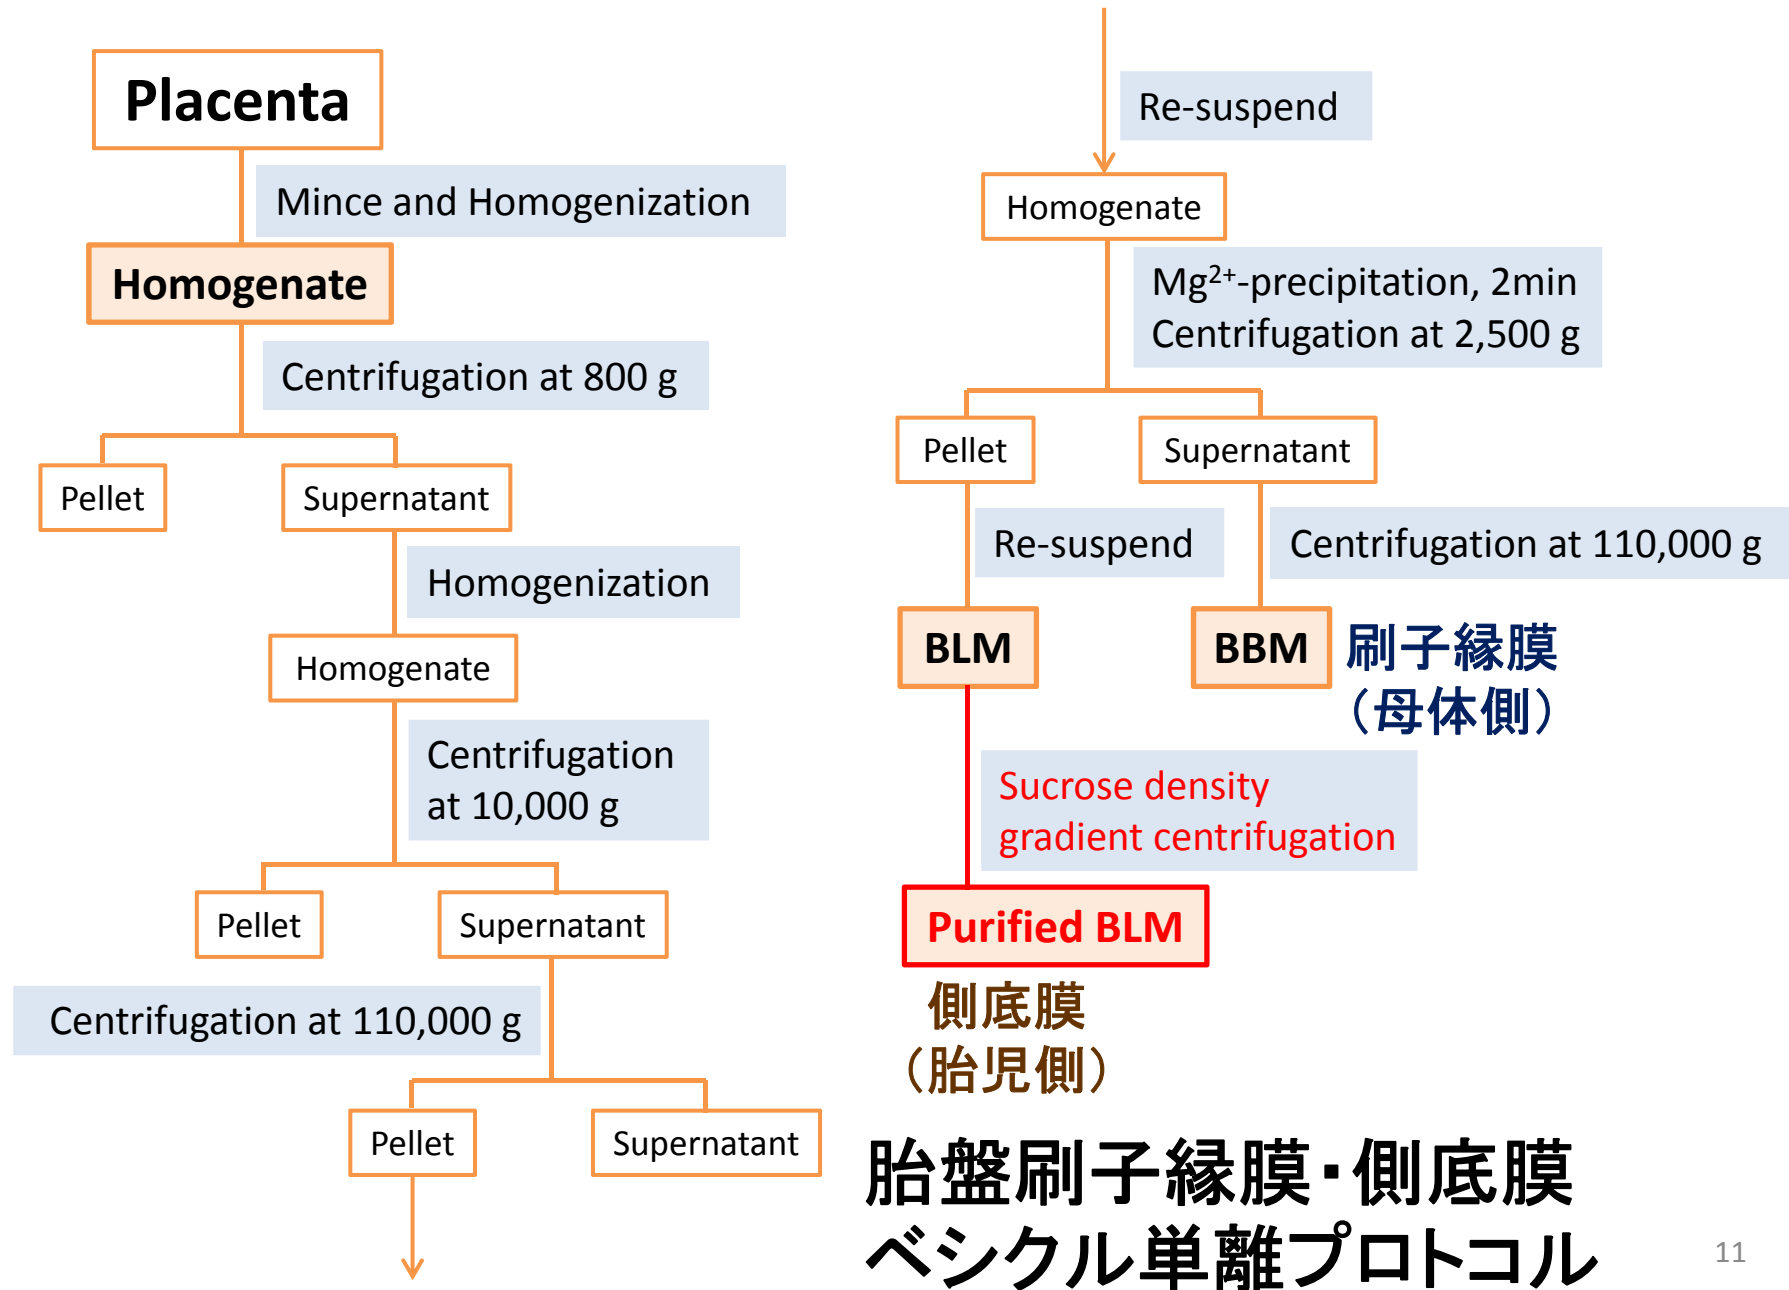 Placenta
Mince and Homogenization
Homogenate
Centrifugation at 800 g
Pellet
Supernatant
Homogenization
Homogenate
Centrifugation
at 10,000 g
Pellet
Supernatant
Centrifugation at 110,000 g
Pellet
Supernatant
Re-suspend
Homogenate
Mg²⁺-precipitation, 2min
Centrifugation at 2,500 g
Pellet
Supernatant
Re-suspend
Centrifugation at 110,000 g
BLM
BBM
刷子縁膜
（母体側）
Sucrose density
gradient centrifugation
Purified BLM
側底膜
（胎児側）
胎盤刷子縁膜・側底膜
ベシクル単離プロトコル
11